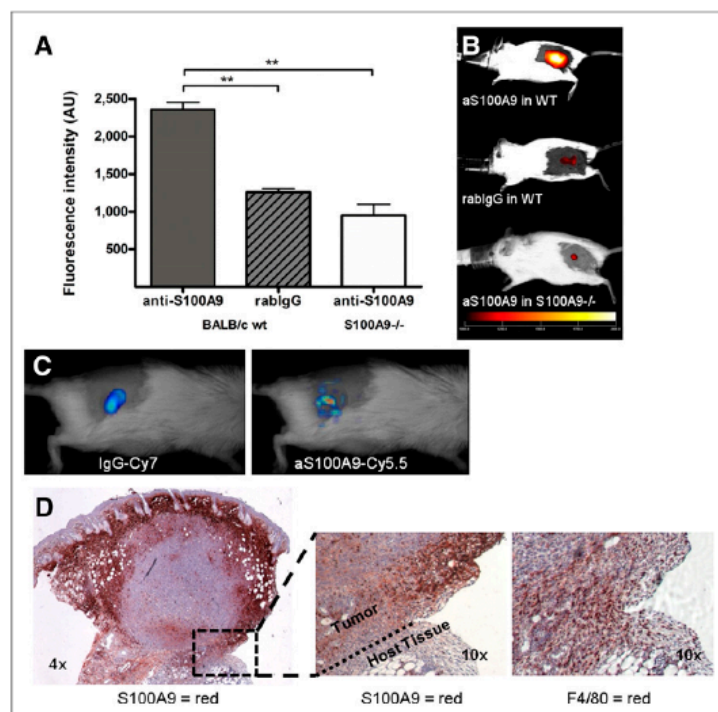 A
B
**
**
Fluorescence intensity (AU)
2,500
2,000
1,500
1,000
500
anti-S100A9
rabIgG
anti-S100A9
BALB/c wt
S100A9-/-
aS100A9 in WT
rabIgG in WT
aS100A9 in S100A9-/-
C
IgG-Cy7
aS100A9-Cy5.5
D
4x
Tumor
Host Tissue
10x
10x
S100A9 = red
S100A9 = red
F4/80 = red